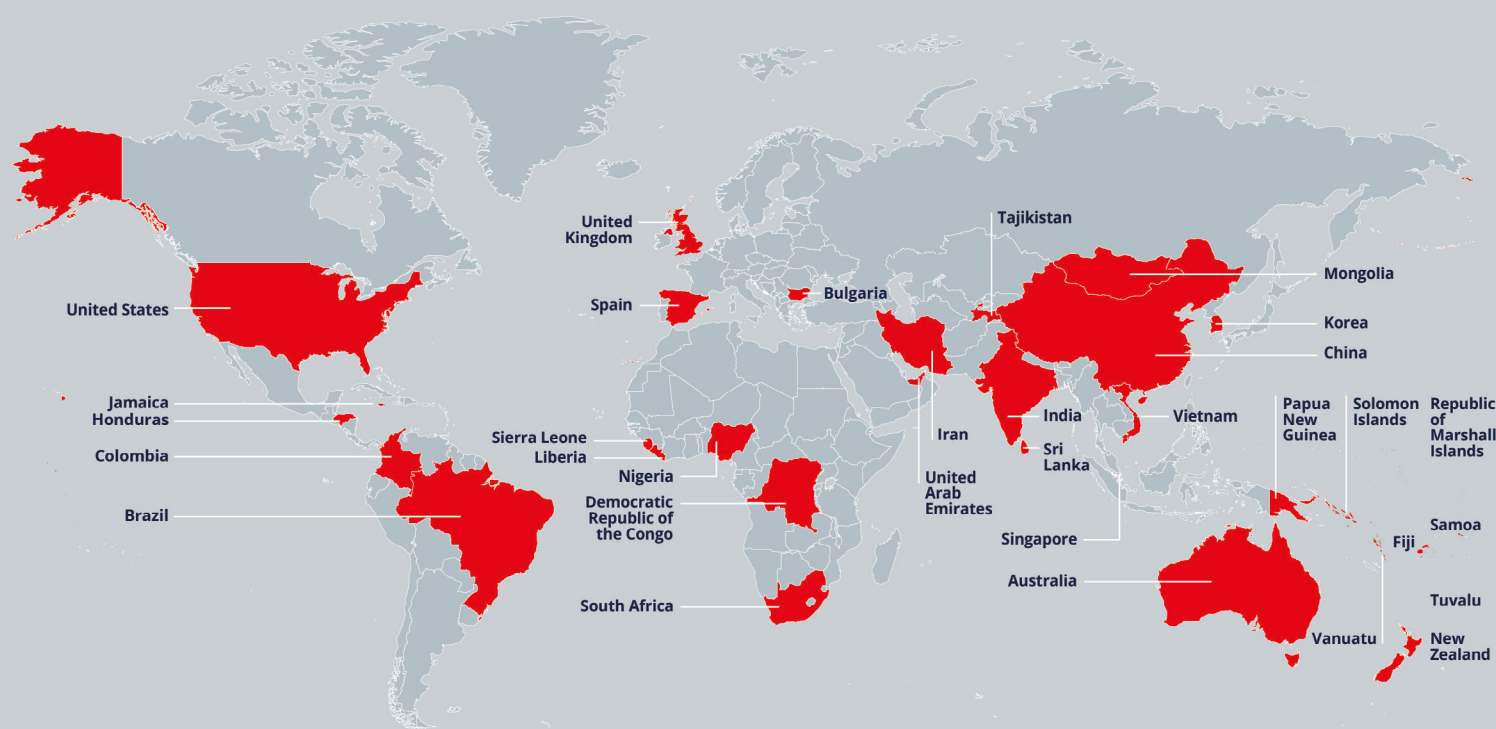 United
Kingdom
Tajikistan
Mongolia
Bulgaria
Spain
United States
Korea
China
Jamaica
Honduras
Colombia
Brazil
Sierra Leone
Liberia
Nigeria
Democratic
Republic of
the Congo
South Africa
Iran
United
Arab
Emirates
India
Sri
Lanka
Vietnam
Papua
New
Guinea
Solomon
Islands
Republic
of
Marshall
Islands
Singapore
Australia
Samoa
Fiji
Tuvalu
Vanuatu
New
Zealand